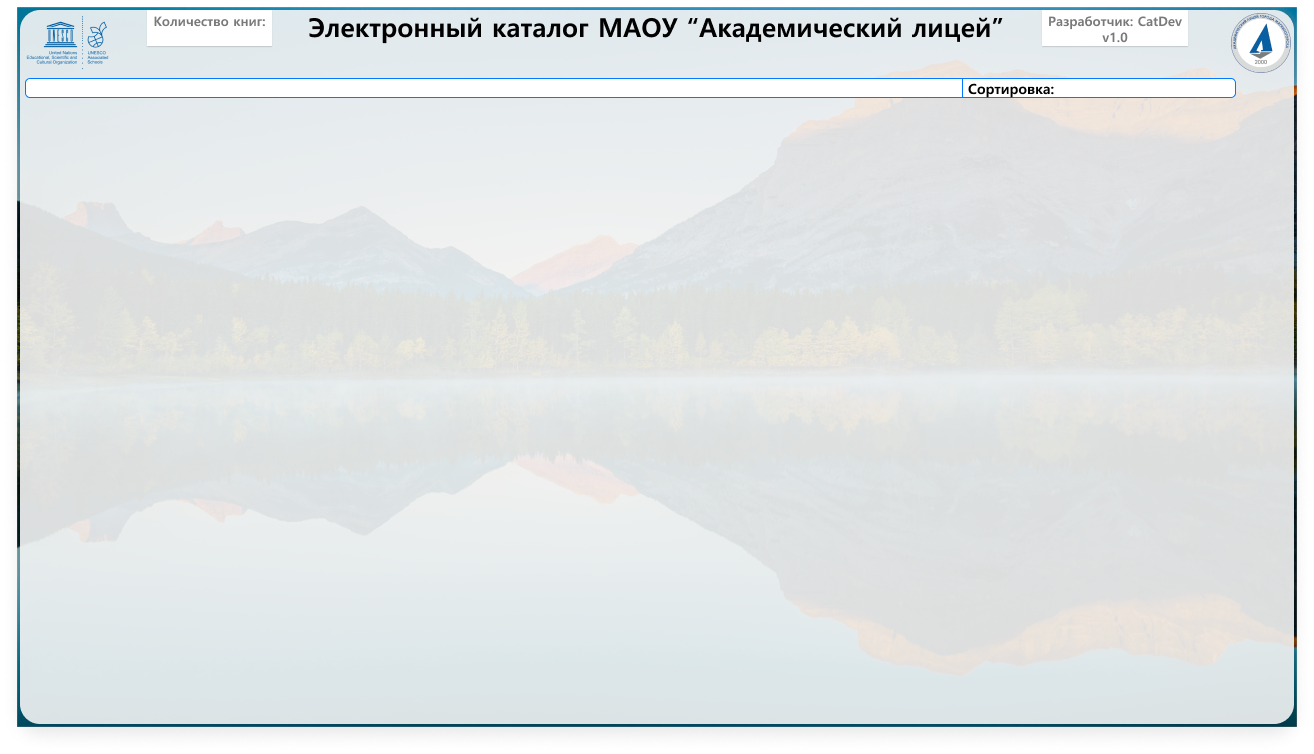 Количество книг:
Электронный каталог МАОУ “Академический лицей”
Разработчик: CatDev
v1.0
United Nations
Educational, Scientific and
Cultural Organization
UNESCO
Associated
Schools
2000
Сортировка: